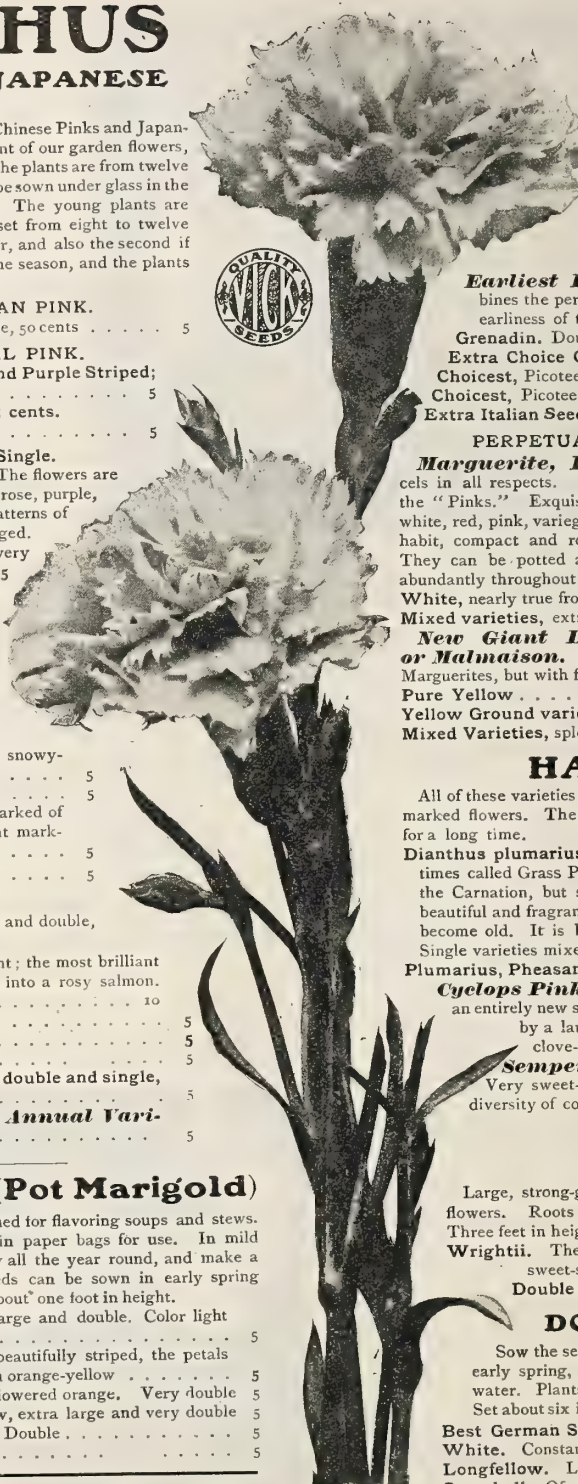 HUS
JAPANESE
Chinese Pinks and Japan-
nt of our garden flowers,
he plants are from twelve
be sown under glass in the
The young plants are
set from eight to twelve
r, and also the second if
ne season, and the plants
AN PINK.
e, 50 cents . . . . . 5
L PINK.
nd Purple Striped;
. . . . . . . . . . . 5
cents.
. . . . . . . . . . . 5
Single.
The flowers are
rose, purple,
atterns of
ged.
very
5
snowy-
. . . . 5
. . . . 5
arked of
t mark-
. . . . 5
. . . . 5
and double,
nt; the most brilliant
into a rosy salmon.
. . . . . . . . . . 10
. . . . . . . . . . 5
. . . . . . . . . . 5
. . . . . . . . . . 5
double and single,
. . . . . . . . . . 5
Annual Vari-
. . . . . . . . . . 5
(Pot Marigold)
ed for flavoring soups and stews.
in paper bags for use. In mild
all the year round, and make a
eds can be sown in early spring
bout one foot in height.
arge and double. Color light
. . . . . . . . . . . . . . . 5
beautifully striped, the petals
orange-yellow . . . . . . . 5
lowered orange. Very double 5
w, extra large and very double 5
Double . . . . . . . . . . . 5
. . . . . . . . . . . 5
QUALITY
VICK
SEEDS
Earliest
bines the per
earliness of
Grenadin. Dou
Extra Choice
Choicest, Picotee
Choicest, Picotee
Extra Italian Seed
PERPETUA
Marguerite,
cels in all respects.
the "Pinks." Exquis
white, red, pink, varieg
habit, compact and
They can be potted a
abundantly throughout
White, nearly true fro
Mixed varieties, ext
New Giant
or Malmaison.
Marguerites, but with f
Pure Yellow . . . .
Yellow Ground varie
Mixed Varieties, spl
HA
All of these varieties
marked flowers. The
for a long time.
Dianthus plumarius
times called Grass P
the Carnation, but s
beautiful and fragran
become old. It is
Single varieties mixe
Plumarius, Pheasan
Cyclops Pink
an entirely new s
by a la
clove-
Semper
Very sweet-
diversity of co
Large, strong-g
flowers. Roots
Three feet in heig
Wrightii. The
sweet-s
Double
DO
Sow the se
early spring,
water. Plant
Set about six i
Best German S
White. Constan
Longfellow. L